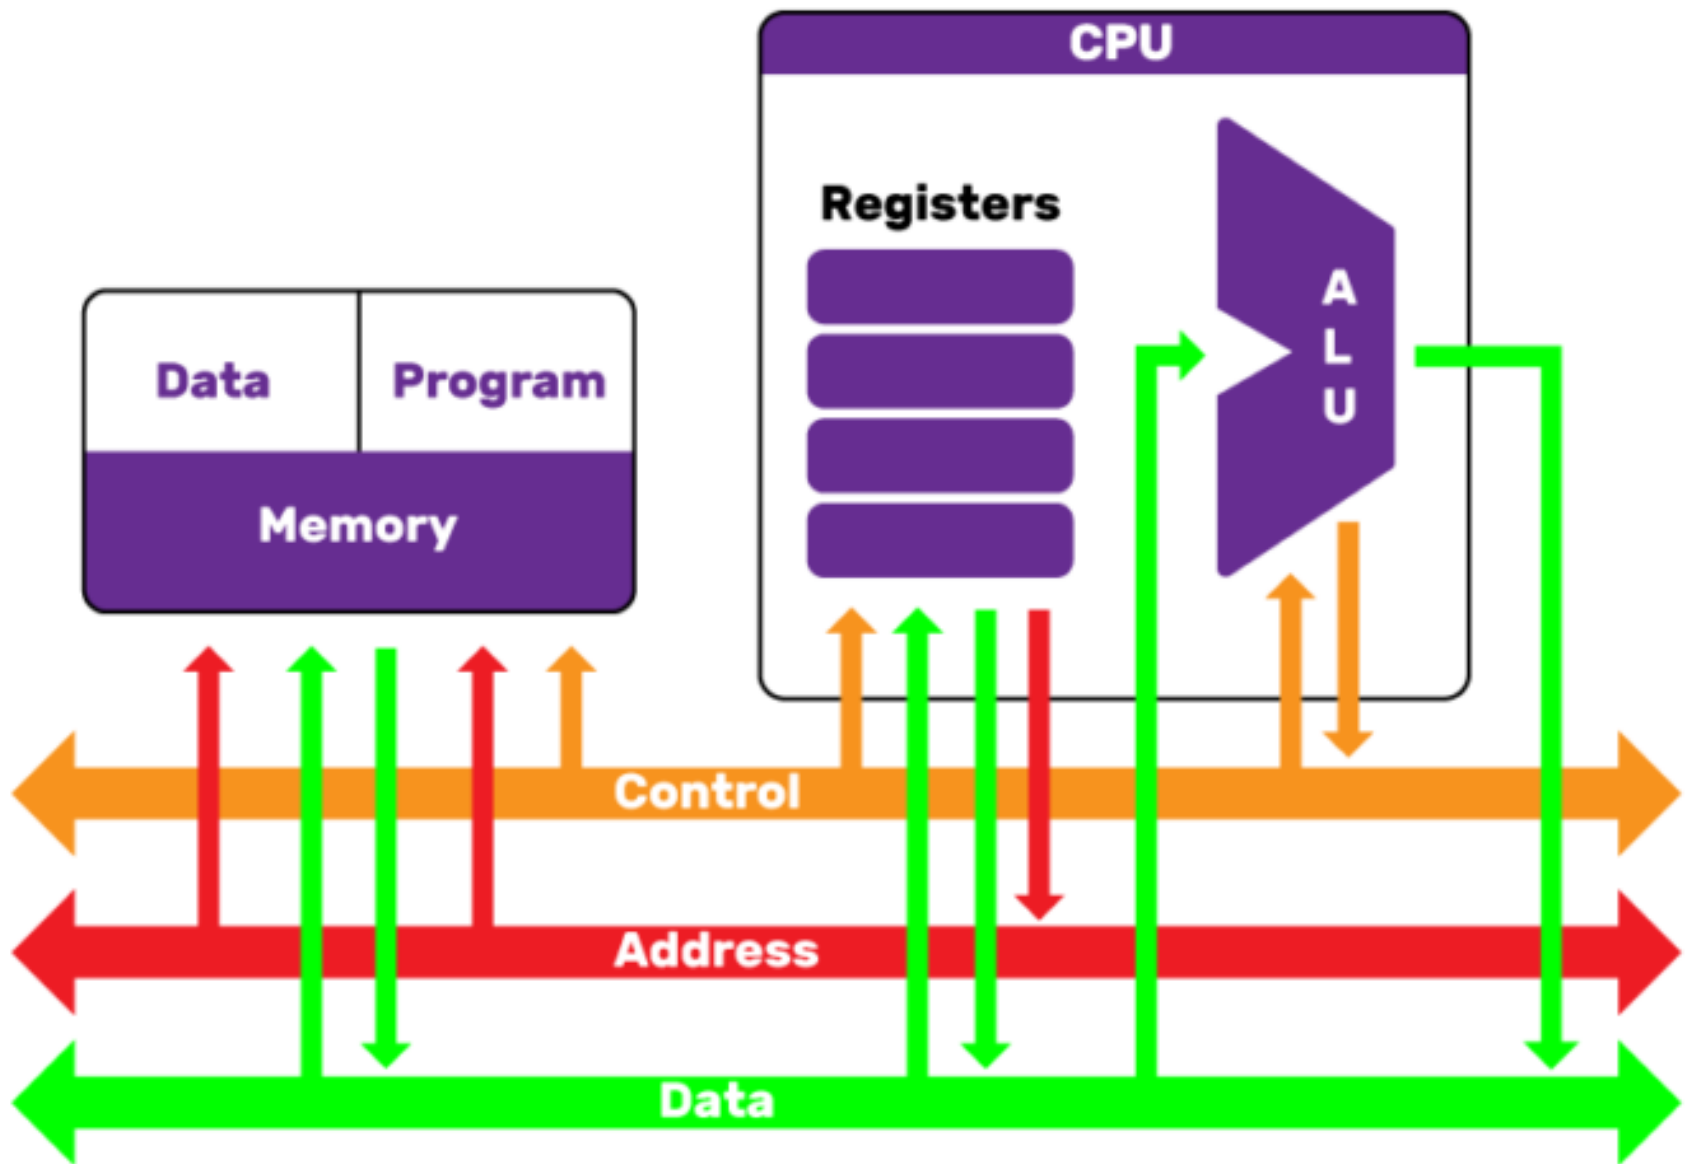 CPU
Registers
A
L
U
Data
Program
Memory
Control
Address
Data